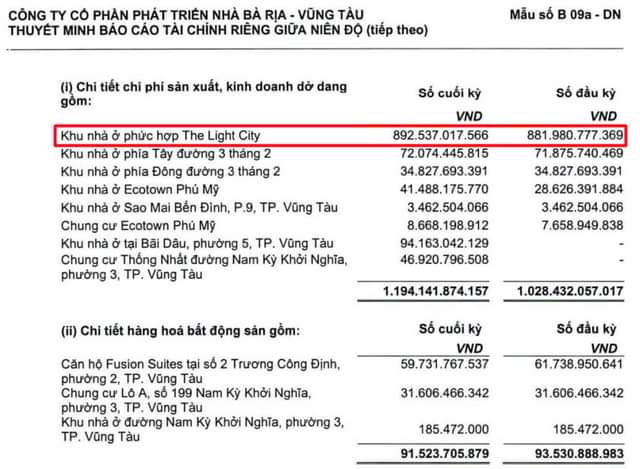 CÔNG TY CỔ PHẦN PHÁT TRIỂN NHÀ BÀ RỊA - VŨNG TÀU Mẫu số B 09a - DN
THUYẾT MINH BÁO CÁO TÀI CHÍNH RIÊNG GIỮA NIÊN ĐỘ (tiếp theo)
(i) Chi tiết chi phí sản xuất, kinh doanh dở dang Số cuối kỳ Số đầu kỳ
gồm:
VND VND
Khu nhà ở phức hợp The Light City 892.537.017.566 881.980.777.369
Khu nhà ở phía Tây đường 3 tháng 2 72.074.445.815 71.875.740.469
Khu nhà ở phía Đông đường 3 tháng 2 34.827.693.391 34.827.693.391
Khu nhà ở Ecotown Phú Mỹ 41.488.175.770 28.626.391.884
Khu nhà ở Sao Mai Bến Đình, P.9, TP. Vũng Tàu 3.462.504.066 3.462.504.066
Chung cư Ecotown Phú Mỹ 8.668.198.912 7.658.949.838
Khu nhà ở tại Bãi Dâu, phường 5, TP. Vũng Tàu 94.163.042.129 -
Chung cư Thống Nhất đường Nam Kỳ Khởi Nghĩa, 46.920.796.508 -
phường 3, TP. Vũng Tàu
1.194.141.874.157 1.028.432.057.017
(ii) Chi tiết hàng hoá bất động sản gồm: Số cuối kỳ Số đầu kỳ
VND VND
Căn hộ Fusion Suites tại số 2 Trương Công Định, 59.731.767.537 61.738.950.641
phường 2, TP. Vũng Tàu
Chung cư Lô A, số 199 Nam Kỳ Khởi Nghĩa, 31.606.466.342 31.606.466.342
phường 3, TP. Vũng Tàu
Khu nhà ở đường Nam Kỳ Khởi Nghĩa, phường 3, 185.472.000 185.472.000
TP. Vũng Tàu
91.523.705.879 93.530.888.983